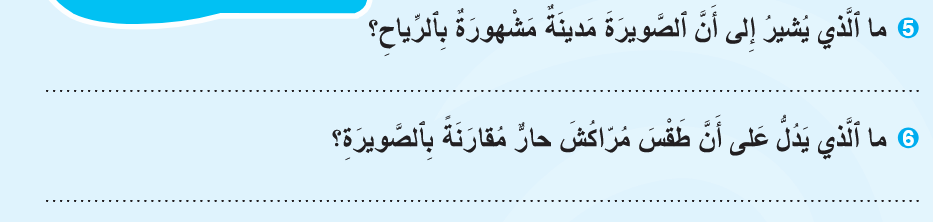 5 ما ٱلَّذي يُشيرُ إِلى أَنَّ ٱلصَّويرَةَ مَدينَةٌ مَشْهورَةٌ بِٱلرِّياحِ؟
......................................................................
6 ما ٱلَّذي يَدُلُّ عَلى أَنَّ طَقْسَ مُرّاكُشَ حارٌّ مُقارَنَةً بِٱلصَّويرَةِ؟
......................................................................